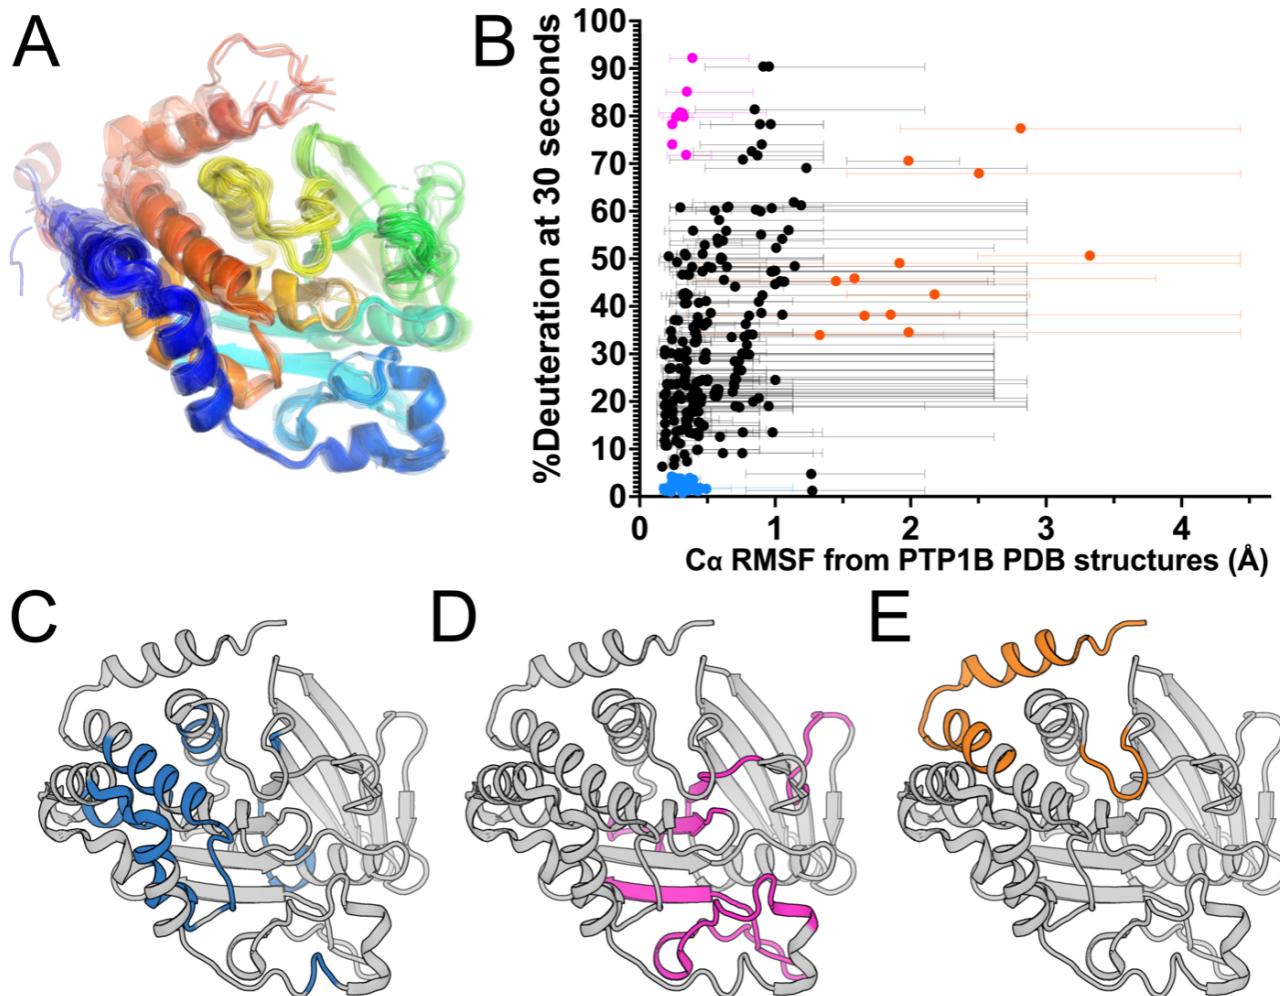 A
B
%Deuteration at 30 seconds
100
90
80
70
60
50
40
30
20
10
0
0 1 2 3 4
Cα RMSF from PTP1B PDB structures (Å)
C
D
E